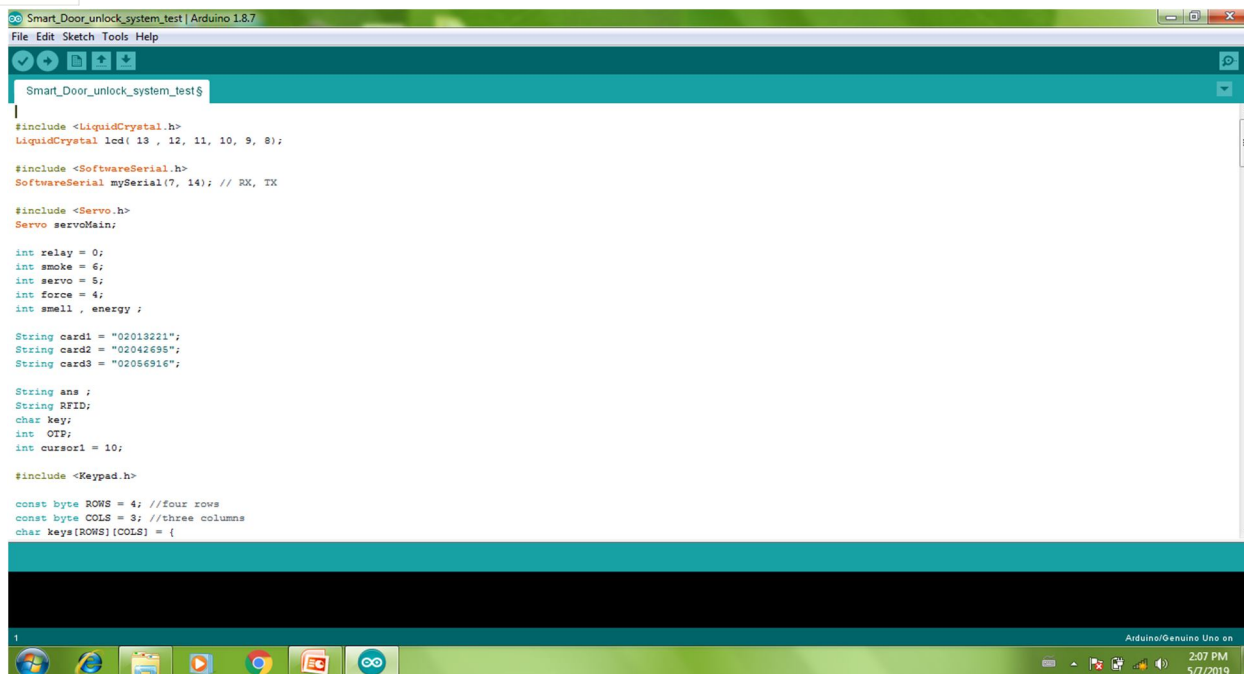 Smart_Door_unlock_system_test | Arduino 1.8.7
File Edit Sketch Tools Help
Smart_Door_unlock_system_test §
#include <LiquidCrystal.h>
LiquidCrystal lcd( 13 , 12, 11, 10, 9, 8);
#include <SoftwareSerial.h>
SoftwareSerial mySerial(7, 14); // RX, TX
#include <Servo.h>
Servo servoMain;
int relay = 0;
int smoke = 6;
int servo = 5;
int force = 4;
int smell , energy ;
String card1 = "02013221";
String card2 = "02042695";
String card3 = "02056916";
String ans ;
String RFID;
char key;
int  OTP;
int cursor1 = 10;
#include <Keypad.h>
const byte ROWS = 4; //four rows
const byte COLS = 3; //three columns
char keys[ROWS][COLS] = {
1
Arduino/Genuino Uno on
2:07 PM
5/7/2019